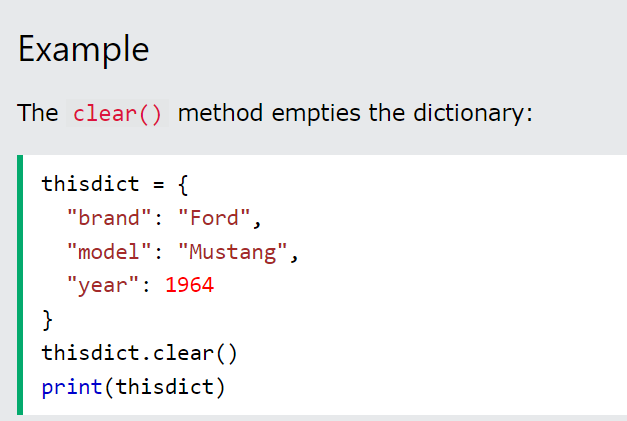 Example
The clear() method empties the dictionary:
thisdict = {
  "brand": "Ford",
  "model": "Mustang",
  "year": 1964
}
thisdict.clear()
print(thisdict)